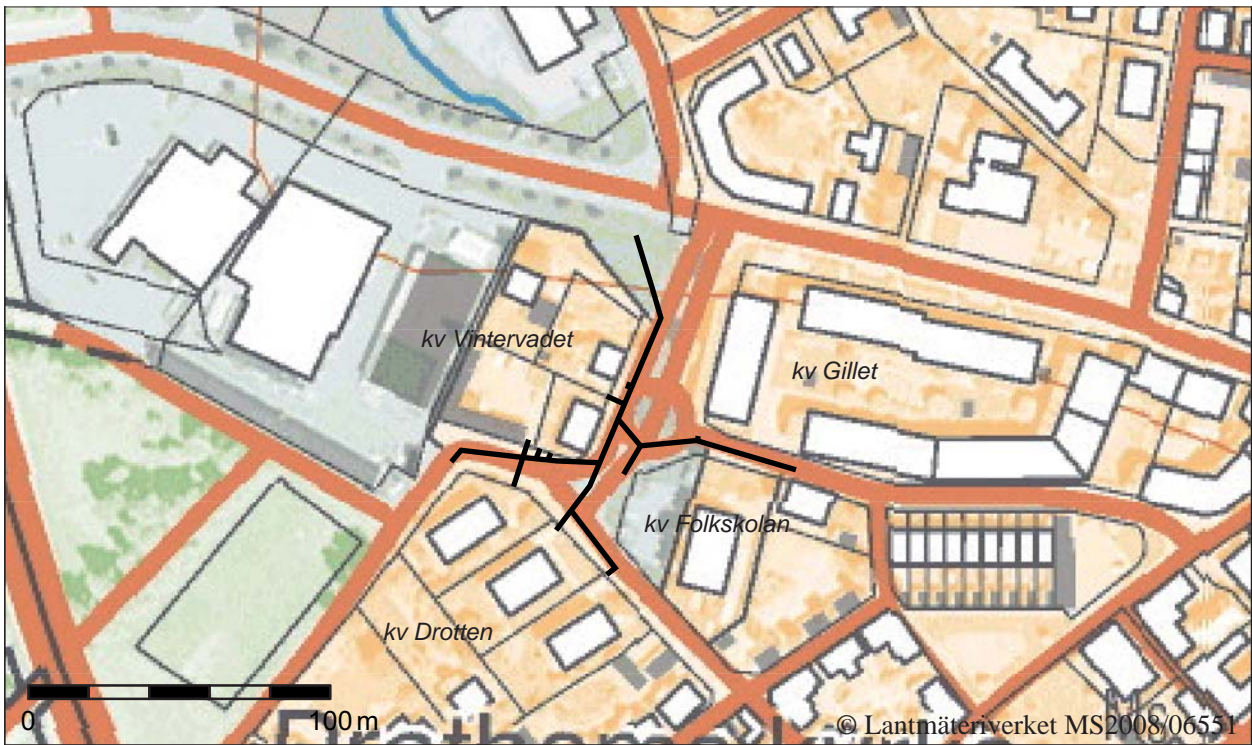 kv Vintervadet
kv Gillet
kv Folkskolan
kv Drotten
0 100 m
© Lantmäteriverket MS2008/06551